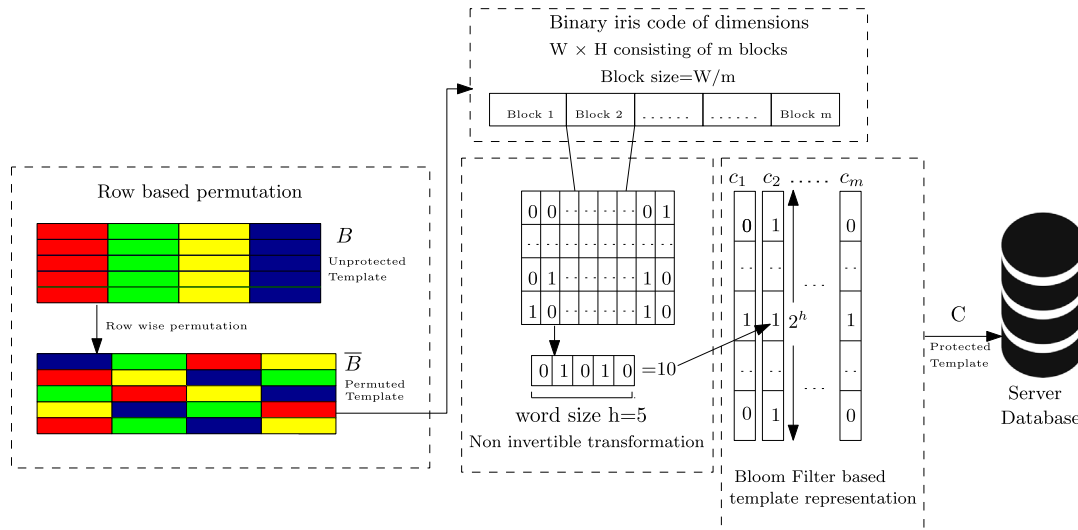 Binary iris code of dimensions
W × H consisting of m blocks
Block size=W/m
Block 1 Block 2 ...... ...... Block m
Row based permutation
B
Unprotected
Template
Row wise permutation
B̅
Permuted
Template
0 0 ...... 0 1
......
0 1 ...... 1 0
1 0 ...... 1 0
0 1 0 1 0 =10
word size h=5
Non invertible transformation
c₁ c₂ ..... cₘ
0 1 0
.. .. ..
...
1 1 2ʰ 1
.. .. ..
...
0 1 0
Bloom Filter based
template representation
C
Protected
Template
Server
Database